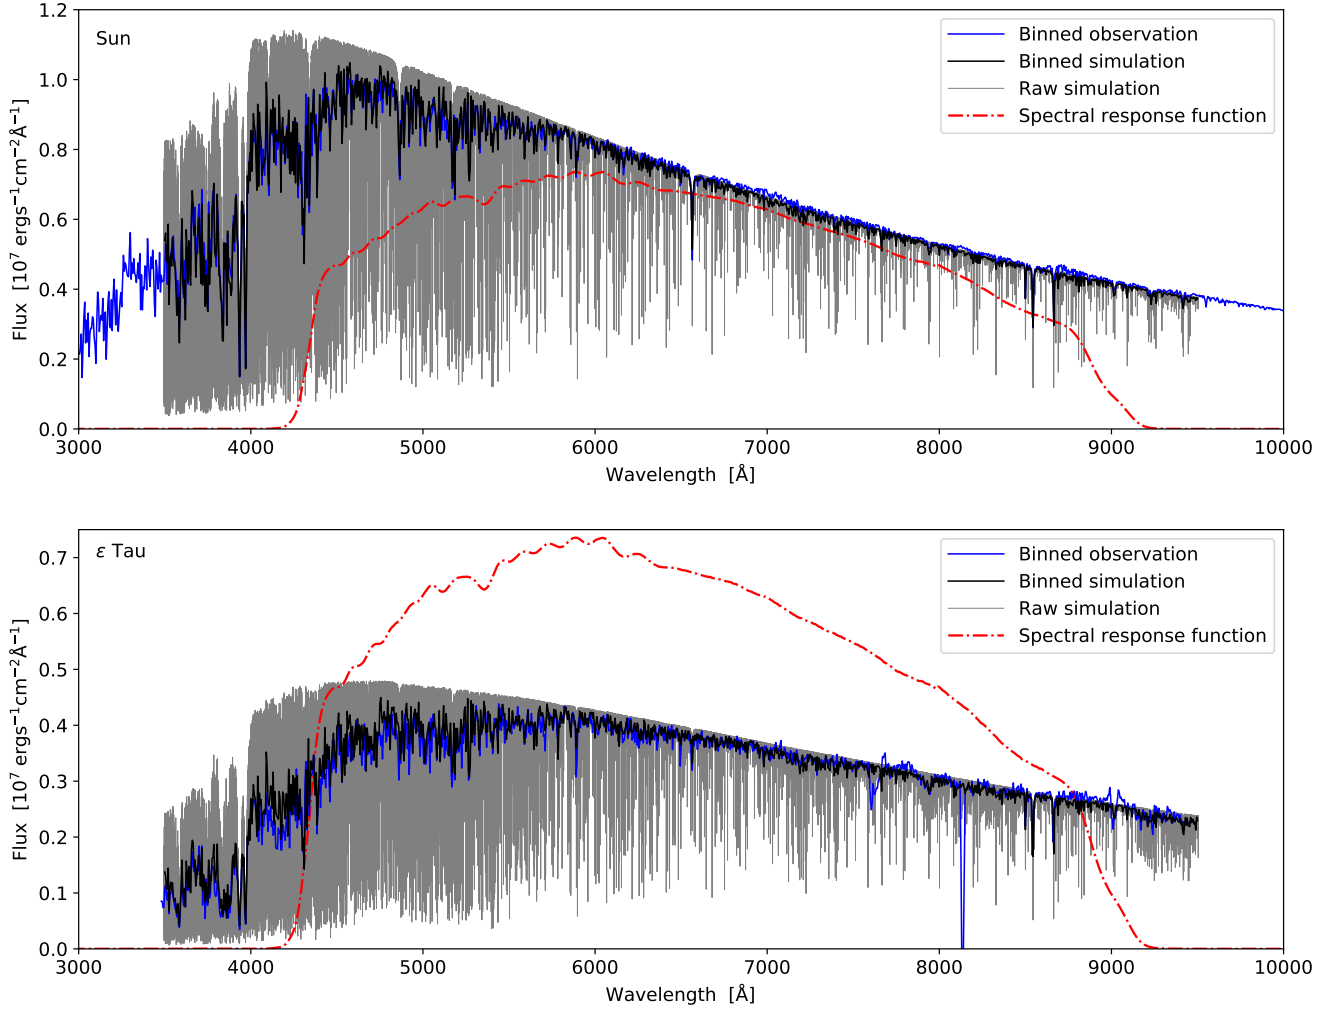 1.2
1.0
0.8
0.6
0.4
0.2
0.0
Flux [10⁷ ergs⁻¹cm⁻²Å⁻¹]
Sun
Binned observation
Binned simulation
Raw simulation
Spectral response function
3000 4000 5000 6000 7000 8000 9000 10000
Wavelength [Å]
0.7
0.6
0.5
0.4
0.3
0.2
0.1
0.0
Flux [10⁷ ergs⁻¹cm⁻²Å⁻¹]
ε Tau
Binned observation
Binned simulation
Raw simulation
Spectral response function
3000 4000 5000 6000 7000 8000 9000 10000
Wavelength [Å]